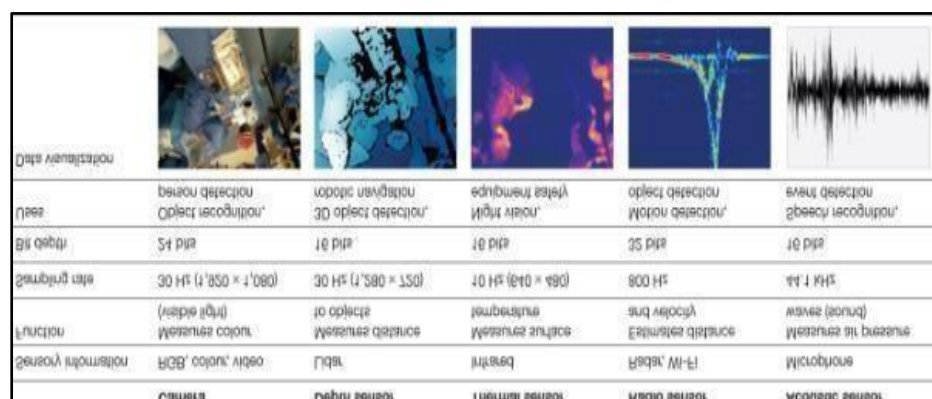 Camera Depth sensor Thermal sensor Radio sensor Acoustic sensor
Sensory information RGB, colour, video Lidar Infrared Radar, Wi-Fi Microphone
Function Measures colour Measures distance Measures surface Estimates distance Measures air pressure
(visible light) to objects temperature and velocity waves (sound)
Sampling rate 30 Hz (1,920 × 1,080) 30 Hz (1,280 × 720) 10 Hz (640 × 480) 800 Hz 44.1 kHz
Bit depth 24 bits 16 bits 16 bits 32 bits 16 bits
Uses Object recognition, 3D object detection, Night vision, Motion detection, Speech recognition,
person detection robotic navigation equipment safety object detection event detection
Data visualization